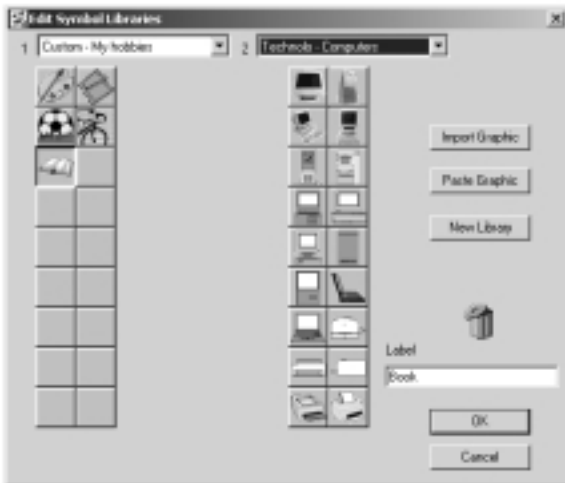 Edit Symbol Libraries
1 Custom - My hobbies 2 Technolo - Computers
Import Graphic
Paste Graphic
New Library
Label
Book
OK
Cancel